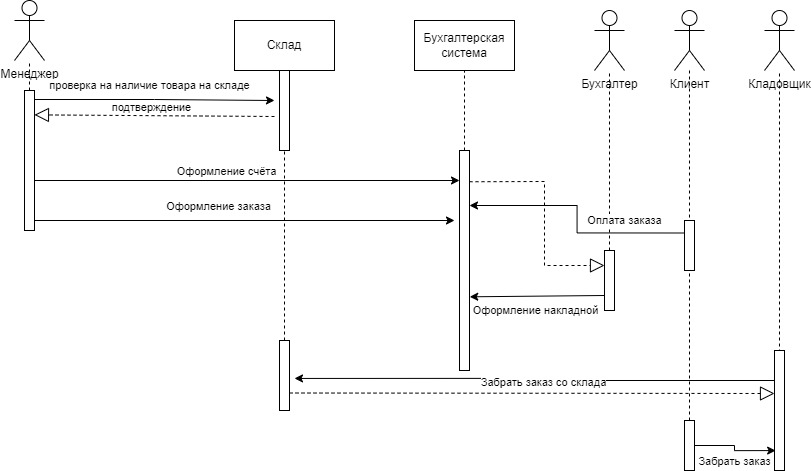 Менеджер
Склад
Бухгалтерская
система
Бухгалтер
Клиент
Кладовщик
проверка на наличие товара на складе
подтверждение
Оформление счёта
Оформление заказа
Оплата заказа
Оформление накладной
Забрать заказ со склада
Забрать заказ